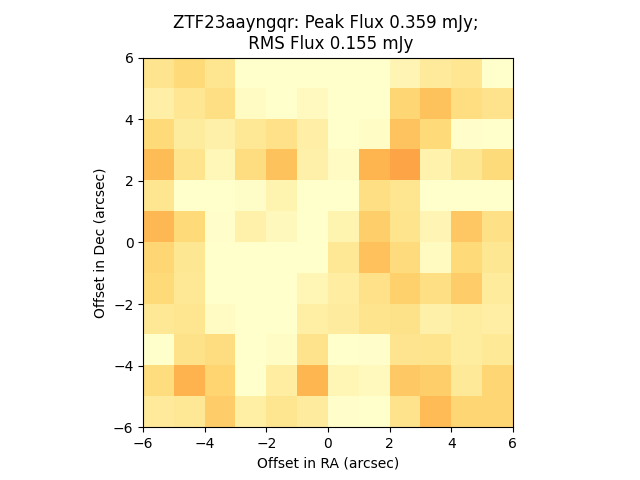 ZTF23aayngqr: Peak Flux 0.359 mJy;
RMS Flux 0.155 mJy
6
4
2
0
−2
−4
−6
Offset in Dec (arcsec)
−6 −4 −2 0 2 4 6
Offset in RA (arcsec)